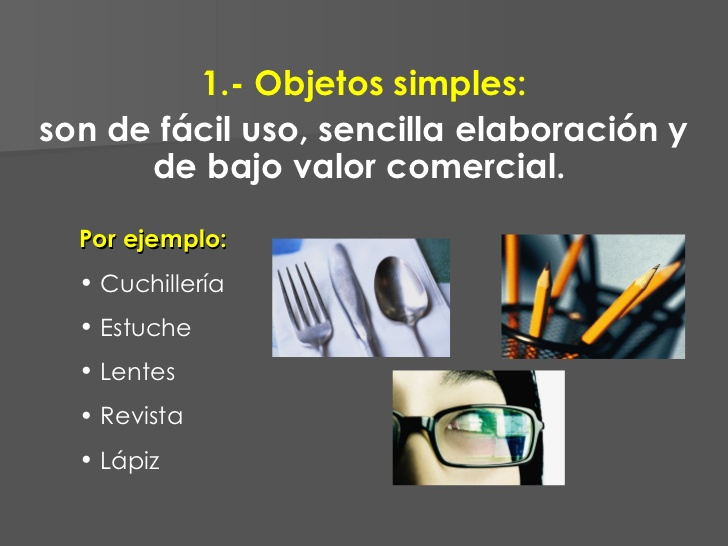 1.- Objetos simples:
son de fácil uso, sencilla elaboración y
de bajo valor comercial.
Por ejemplo:
• Cuchillería
• Estuche
• Lentes
• Revista
• Lápiz